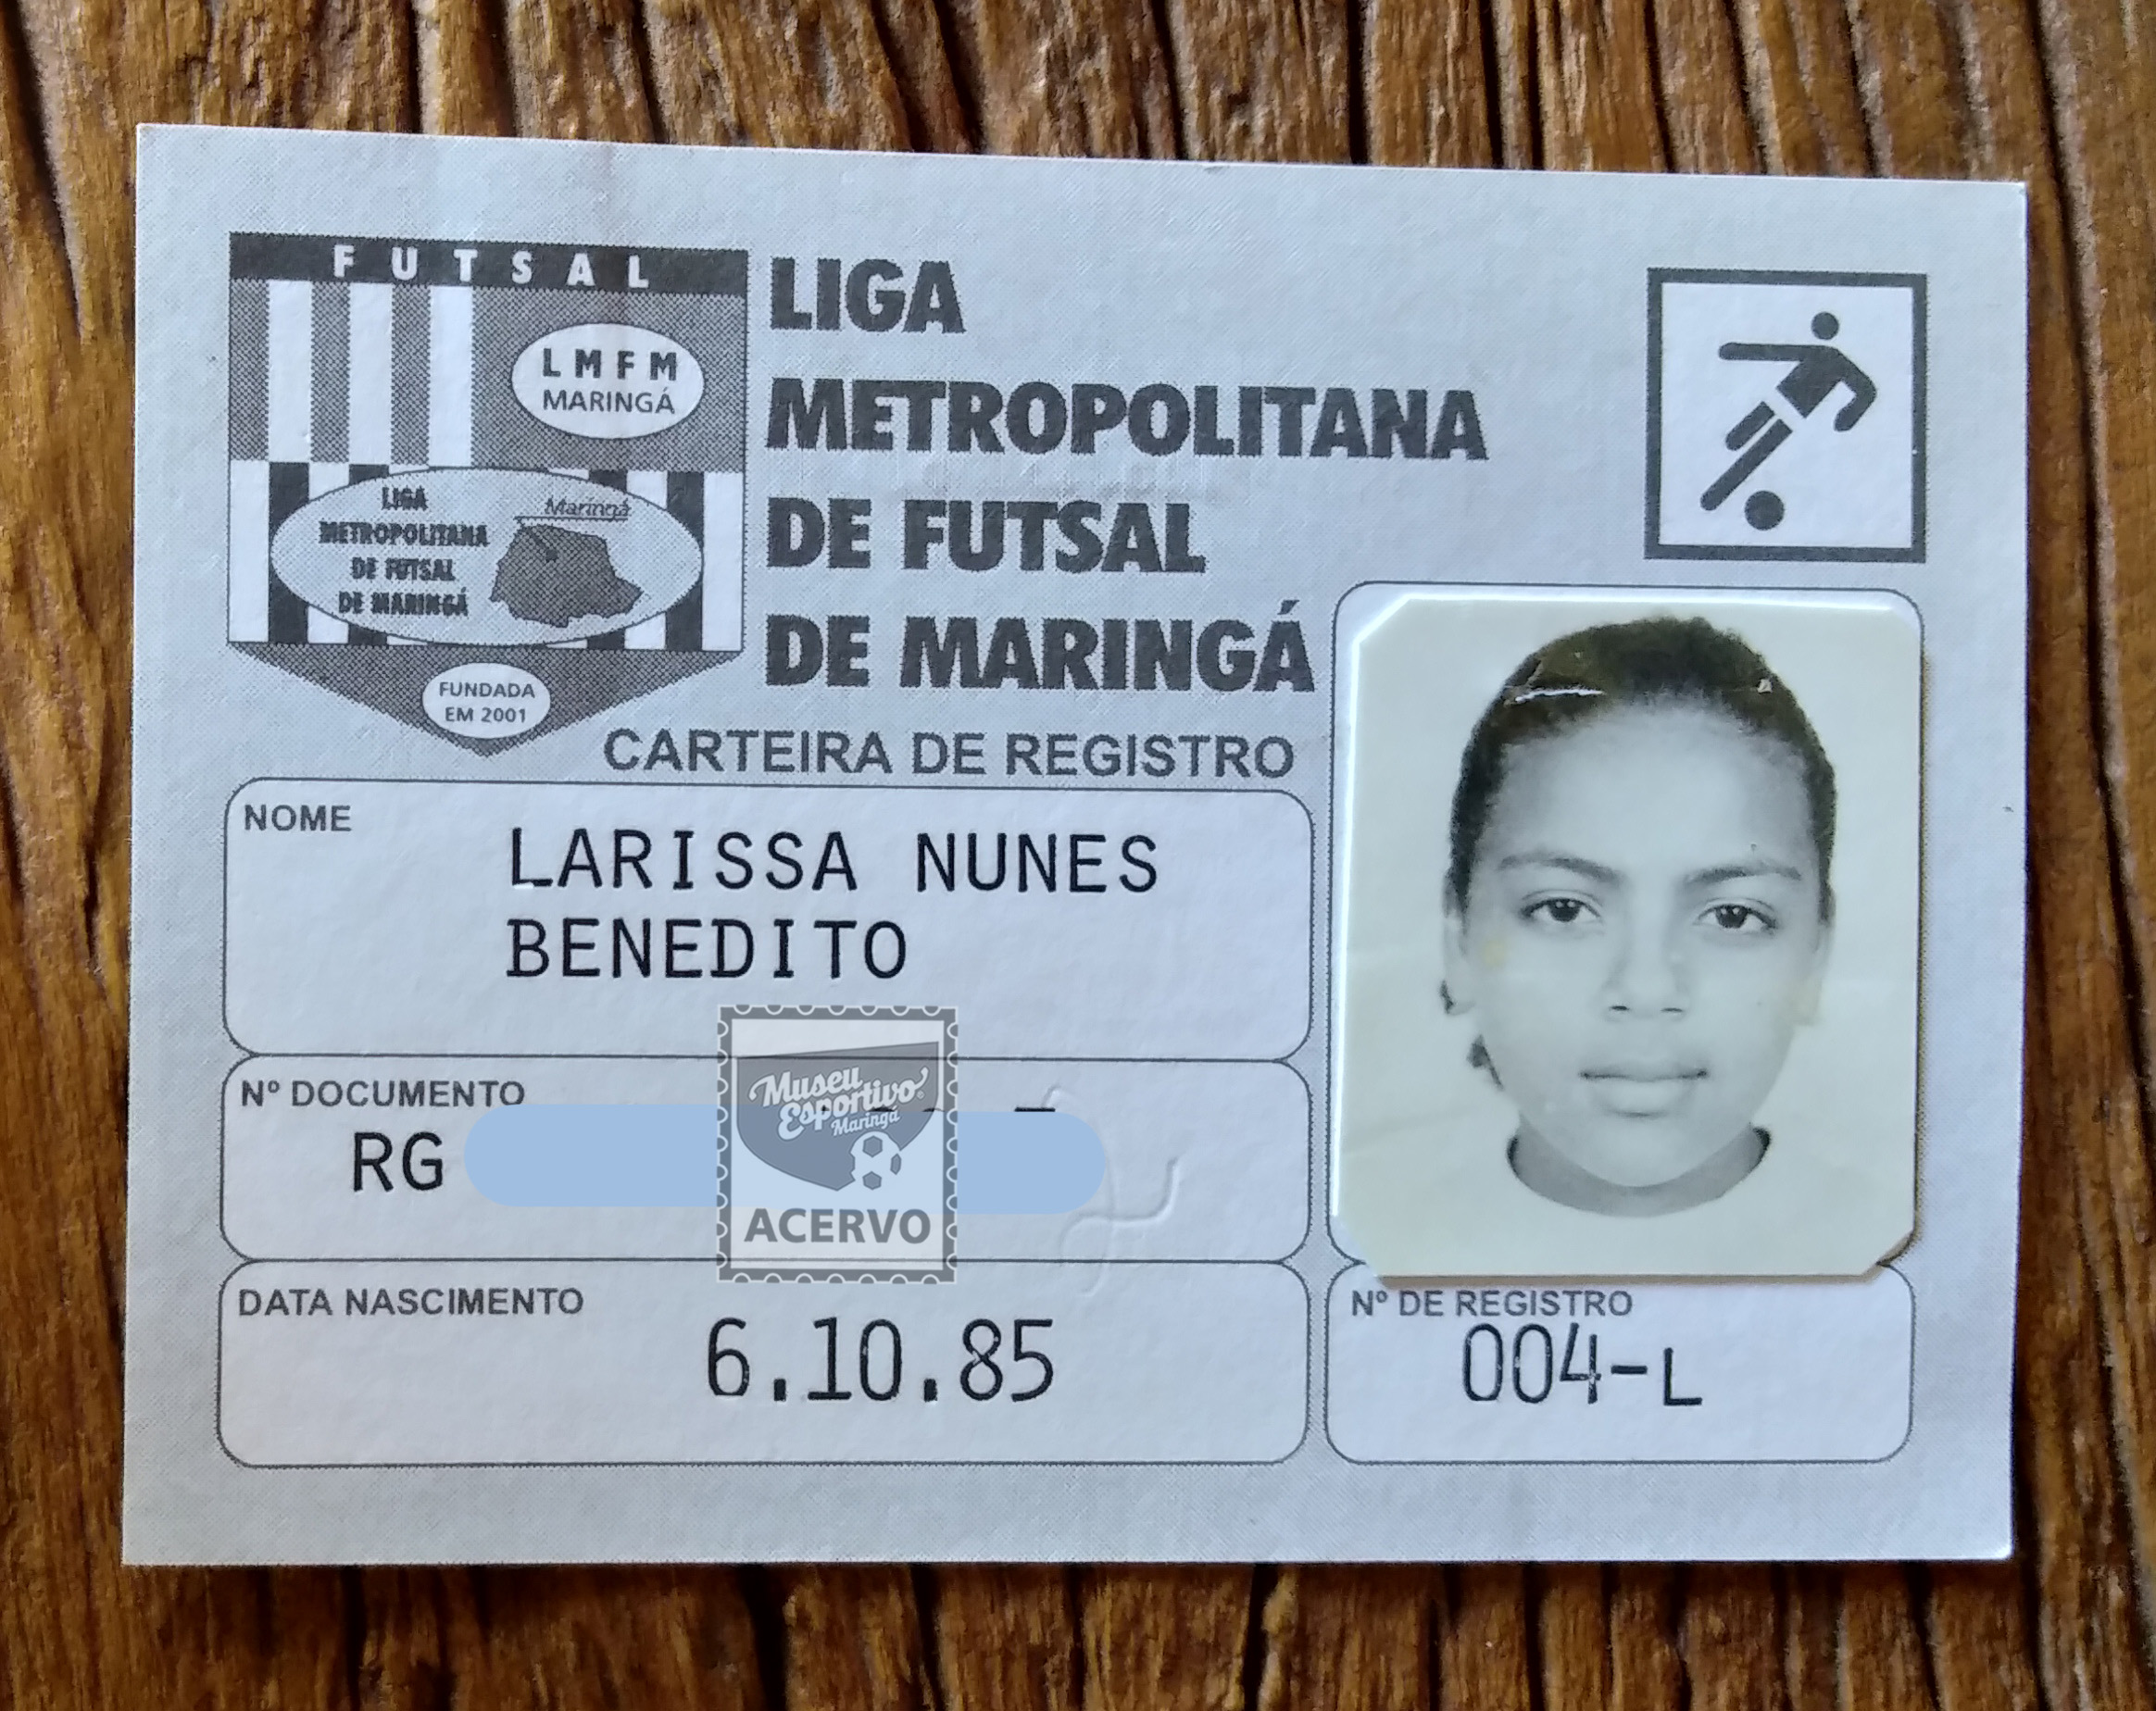 FUTSAL
LMFM
MARINGÁ
LIGA
METROPOLITANA
DE FUTSAL
DE MARINGÁ
Maringá
FUNDADA
EM 2001
LIGA
METROPOLITANA
DE FUTSAL
DE MARINGÁ
CARTEIRA DE REGISTRO
NOME
LARISSA NUNES
BENEDITO
Nº DOCUMENTO
RG
Museu
Esportivo
Maringá
ACERVO
DATA NASCIMENTO
6.10.85
Nº DE REGISTRO
004-L